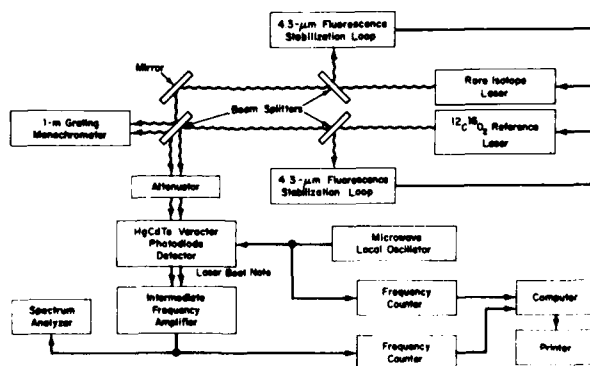 4.3-μm Fluorescence
Stabilization Loop
Mirror
Rare Isotope
Laser
Beam Splitters
1-m Grating
Monochrometer
12C16O2 Reference
Laser
4.3-μm Fluorescence
Stabilization Loop
Attenuator
HgCdTe Varactor
Photodiode
Detector
Microwave
Local Oscillator
Laser Beat Note
Intermediate
Frequency
Amplifier
Frequency
Counter
Computer
Spectrum
Analyzer
Frequency
Counter
Printer